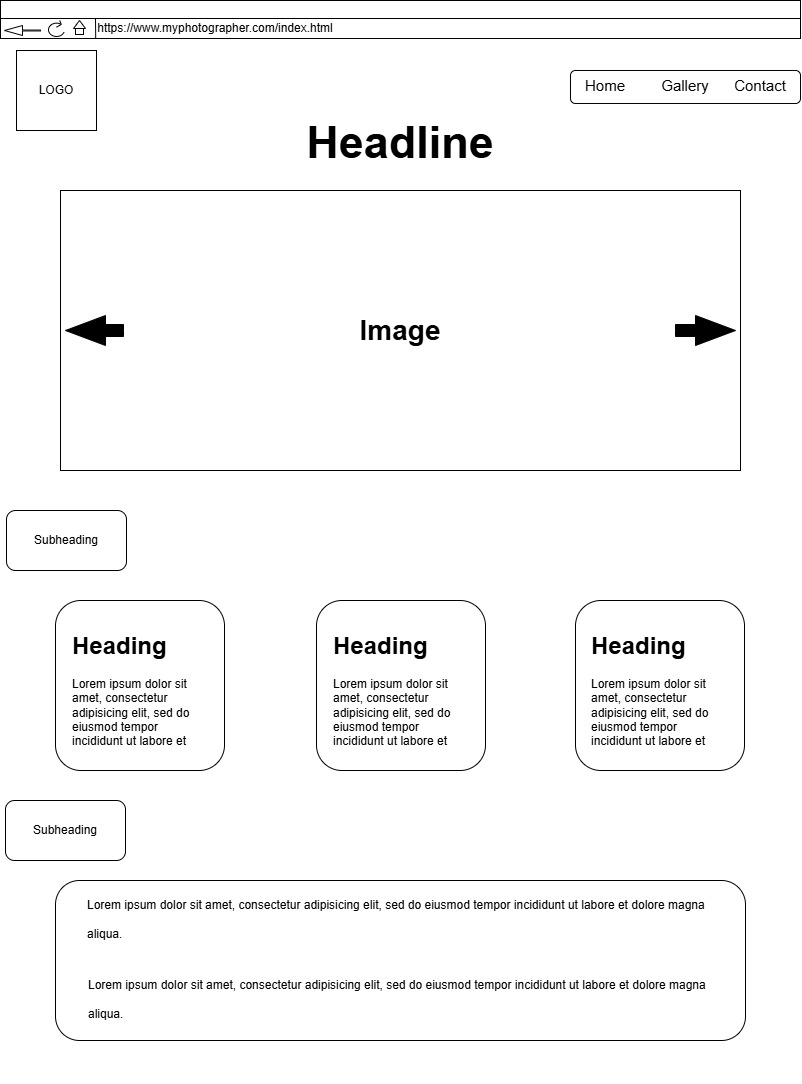 https://www.myphotographer.com/index.html
LOGO
Home Gallery Contact
Headline
Image
Subheading
Heading
Lorem ipsum dolor sit
amet, consectetur
adipisicing elit, sed do
eiusmod tempor
incididunt ut labore et
Heading
Lorem ipsum dolor sit
amet, consectetur
adipisicing elit, sed do
eiusmod tempor
incididunt ut labore et
Heading
Lorem ipsum dolor sit
amet, consectetur
adipisicing elit, sed do
eiusmod tempor
incididunt ut labore et
Subheading
Lorem ipsum dolor sit amet, consectetur adipisicing elit, sed do eiusmod tempor incididunt ut labore et dolore magna
aliqua.
Lorem ipsum dolor sit amet, consectetur adipisicing elit, sed do eiusmod tempor incididunt ut labore et dolore magna
aliqua.